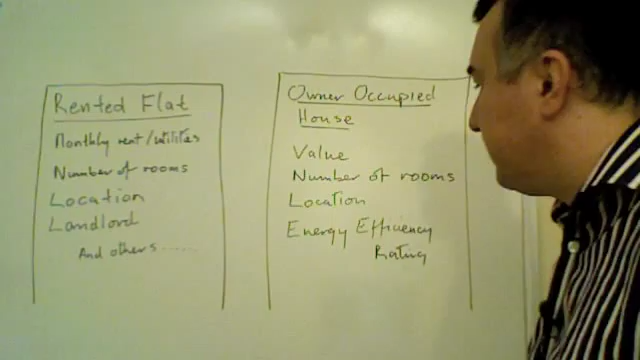 Rented Flat
Monthly rent/utilities
Number of rooms
Location
Landlord
And others......
Owner Occupied
House
Value
Number of rooms
Location
Energy Efficiency
Rating